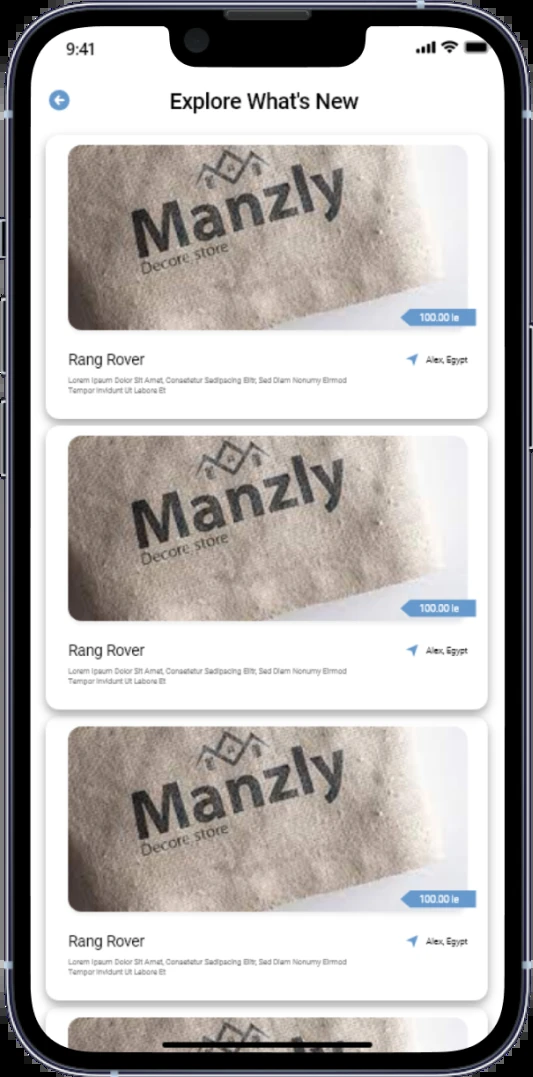 9:41
Explore What's New
Manzly
Decore store
100.00 le
Rang Rover
Alex, Egypt
Lorem Ipsum Dolor Sit Amet, Consetetur Sadipscing Elitr, Sed Diam Nonumy Eirmod
Tempor Invidunt Ut Labore Et
Manzly
Decore store
100.00 le
Rang Rover
Alex, Egypt
Lorem Ipsum Dolor Sit Amet, Consetetur Sadipscing Elitr, Sed Diam Nonumy Eirmod
Tempor Invidunt Ut Labore Et
Manzly
Decore store
100.00 le
Rang Rover
Alex, Egypt
Lorem Ipsum Dolor Sit Amet, Consetetur Sadipscing Elitr, Sed Diam Nonumy Eirmod
Tempor Invidunt Ut Labore Et